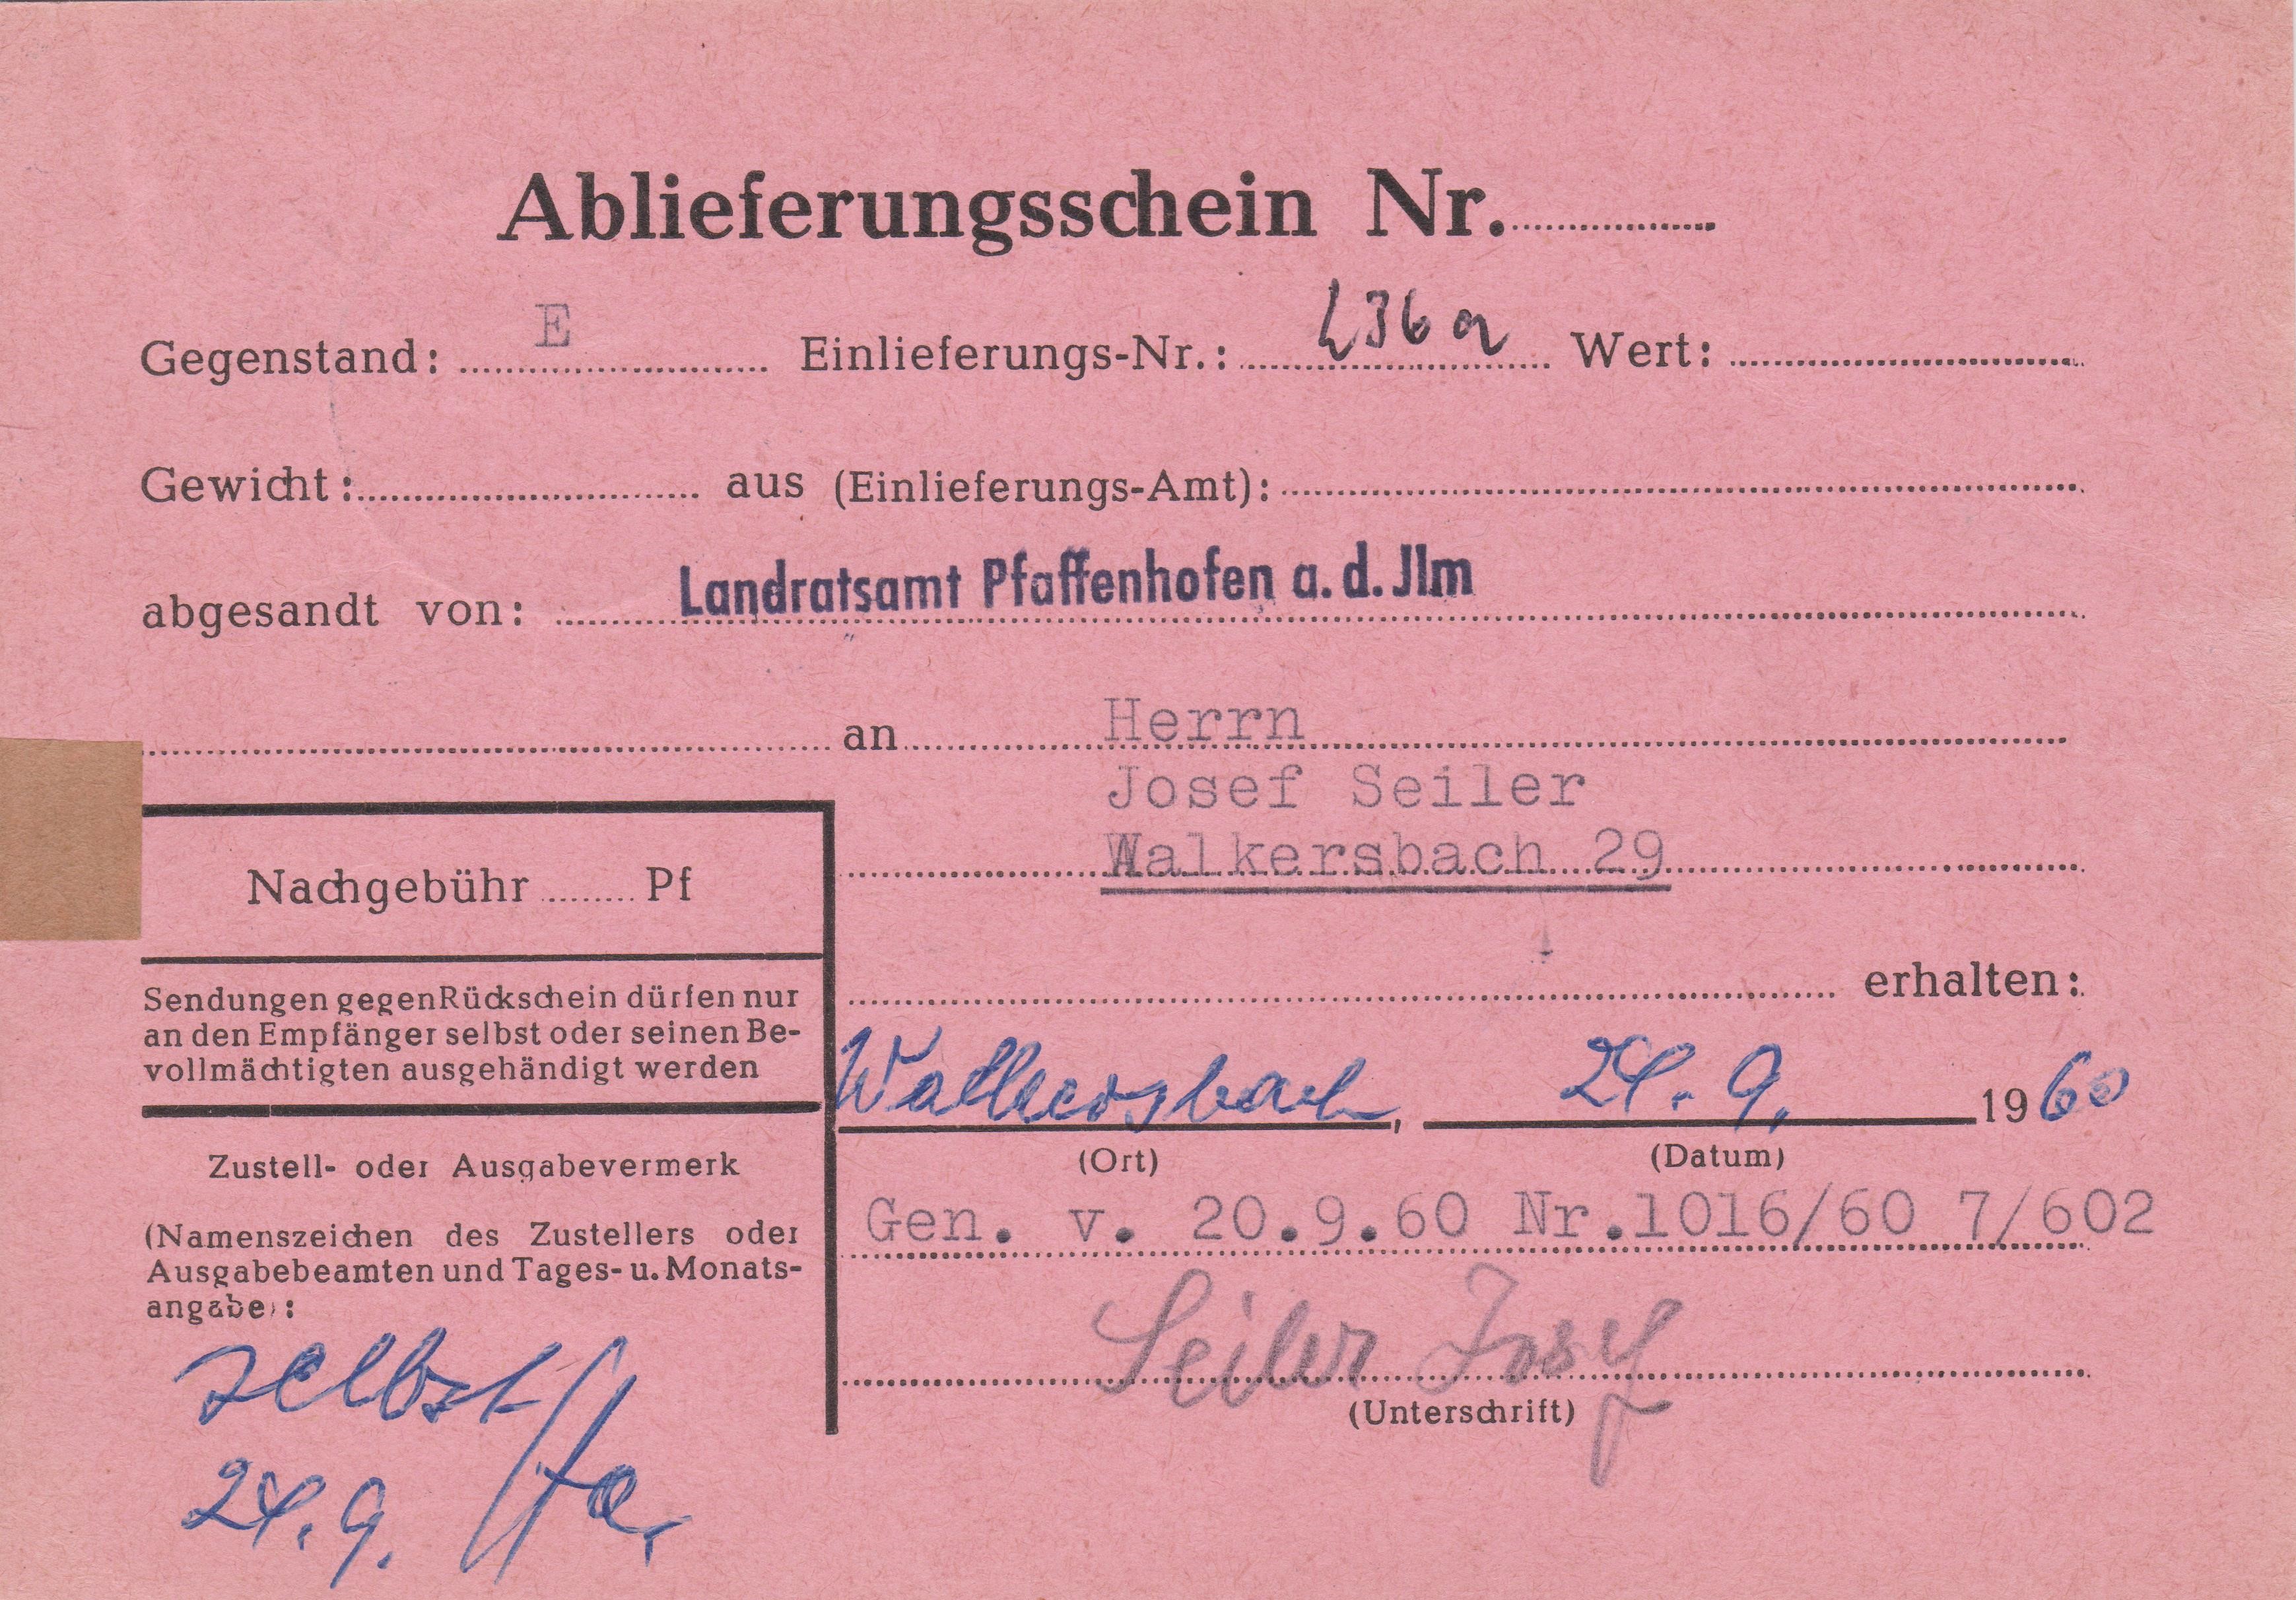 Ablieferungsschein Nr.
Gegenstand: E Einlieferungs-Nr.: 236 a Wert:
Gewicht: aus (Einlieferungs-Amt):
abgesandt von: Landratsamt Pfaffenhofen a. d. Jlm
an Herrn
Josef Seiler
Walkersbach 29
erhalten:
Nachgebühr Pf
Sendungen gegen Rückschein dürfen nur
an den Empfänger selbst oder seinen Be-
vollmächtigten ausgehändigt werden
Zustell- oder Ausgabevermerk
(Namenszeichen des Zustellers oder
Ausgabebeamten und Tages- u. Monats-
angabe):
selbst
24. 9.
Walkersbach, 24. 9. 1960
(Ort) (Datum)
Gen. v. 20.9.60 Nr.1016/60 7/602
Seiler Josef
(Unterschrift)